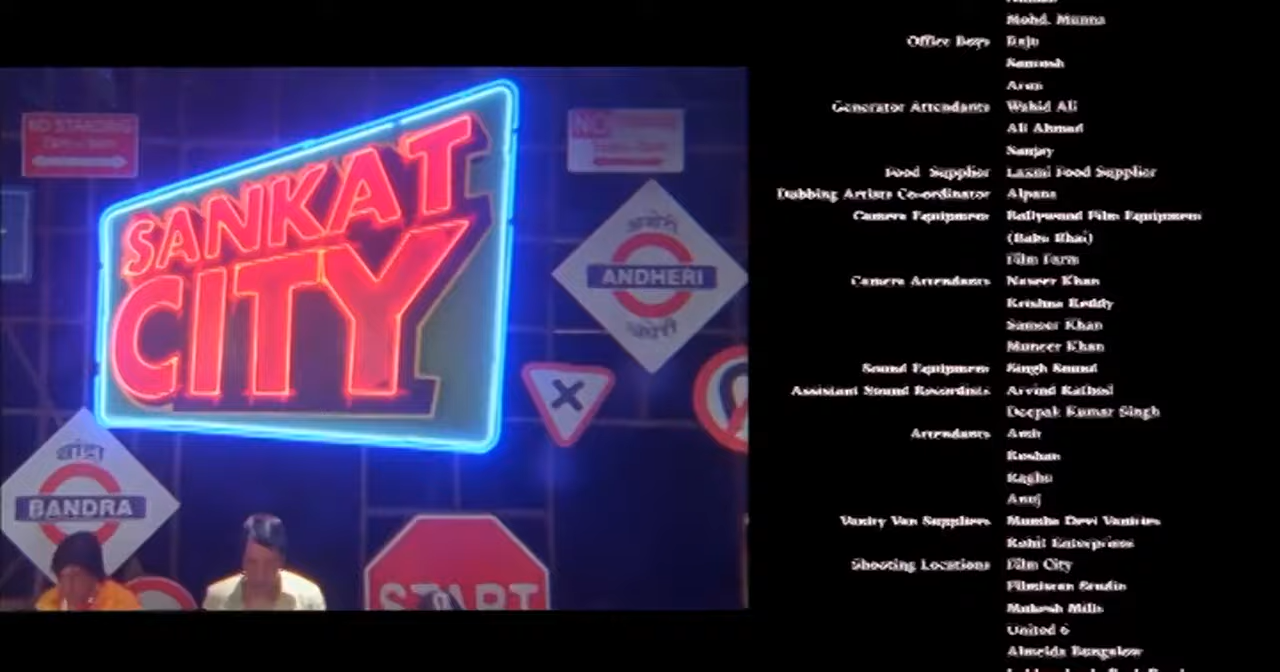 NO STANDING
NO
SANKAT
CITY
अंधेरी
ANDHERI
अंधेरी
बांद्रा
BANDRA
START
Mohd. Munna
Office Boys Raju
Santosh
Arun
Generator Attendants Wahid Ali
Ali Ahmad
Sanjay
Food Supplier Laxmi Food Supplier
Dubbing Artists Co-ordinator Alpana
Camera Equipment Bollywood Film Equipment
(Babu Bhai)
Film Farm
Camera Attendants Naseer Khan
Krishna Reddy
Sameer Khan
Muneer Khan
Sound Equipment Singh Sound
Assistant Sound Recordists Arvind Rathod
Deepak Kumar Singh
Attendants Amit
Roshan
Raghu
Anuj
Vanity Van Suppliers Mumba Devi Vanities
Rohit Enterprises
Shooting Locations Film City
Filmistan Studio
Mukesh Mills
United 6
Almeida Bungalow